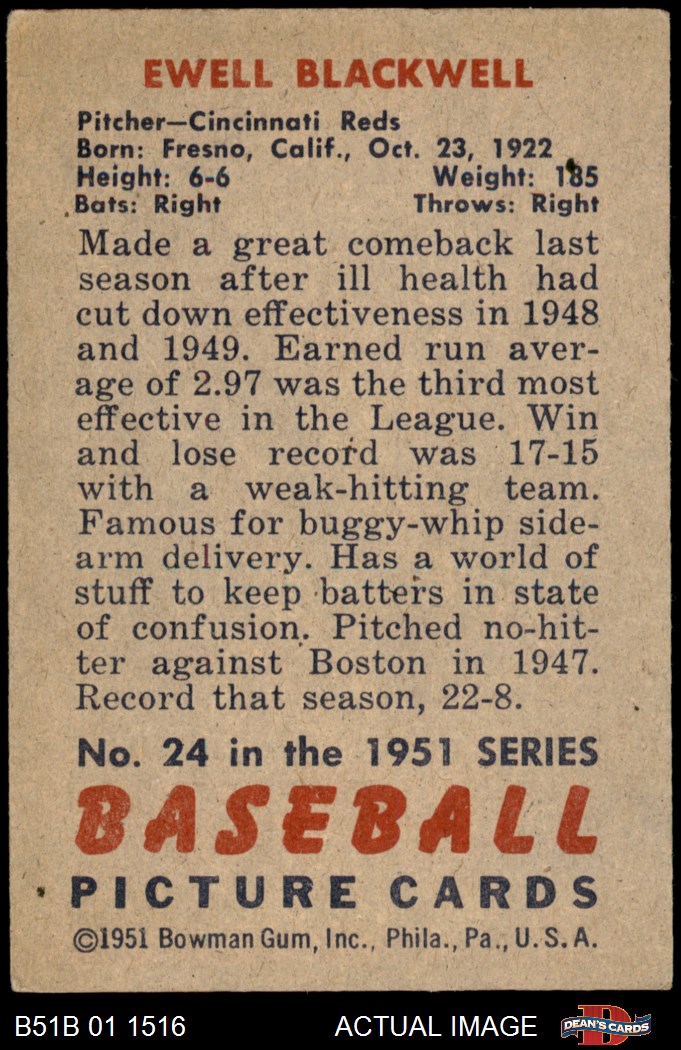 EWELL BLACKWELL
Pitcher—Cincinnati Reds
Born: Fresno, Calif., Oct. 23, 1922
Height: 6-6 Weight: 185
Bats: Right Throws: Right
Made a great comeback last
season after ill health had
cut down effectiveness in 1948
and 1949. Earned run aver-
age of 2.97 was the third most
effective in the League. Win
and lose record was 17-15
with a weak-hitting team.
Famous for buggy-whip side-
arm delivery. Has a world of
stuff to keep batters in state
of confusion. Pitched no-hit-
ter against Boston in 1947.
Record that season, 22-8.
No. 24 in the 1951 SERIES
BASEBALL
PICTURE CARDS
©1951 Bowman Gum, Inc., Phila., Pa., U.S.A.
B51B 01 1516 ACTUAL IMAGE DEAN'S CARDS